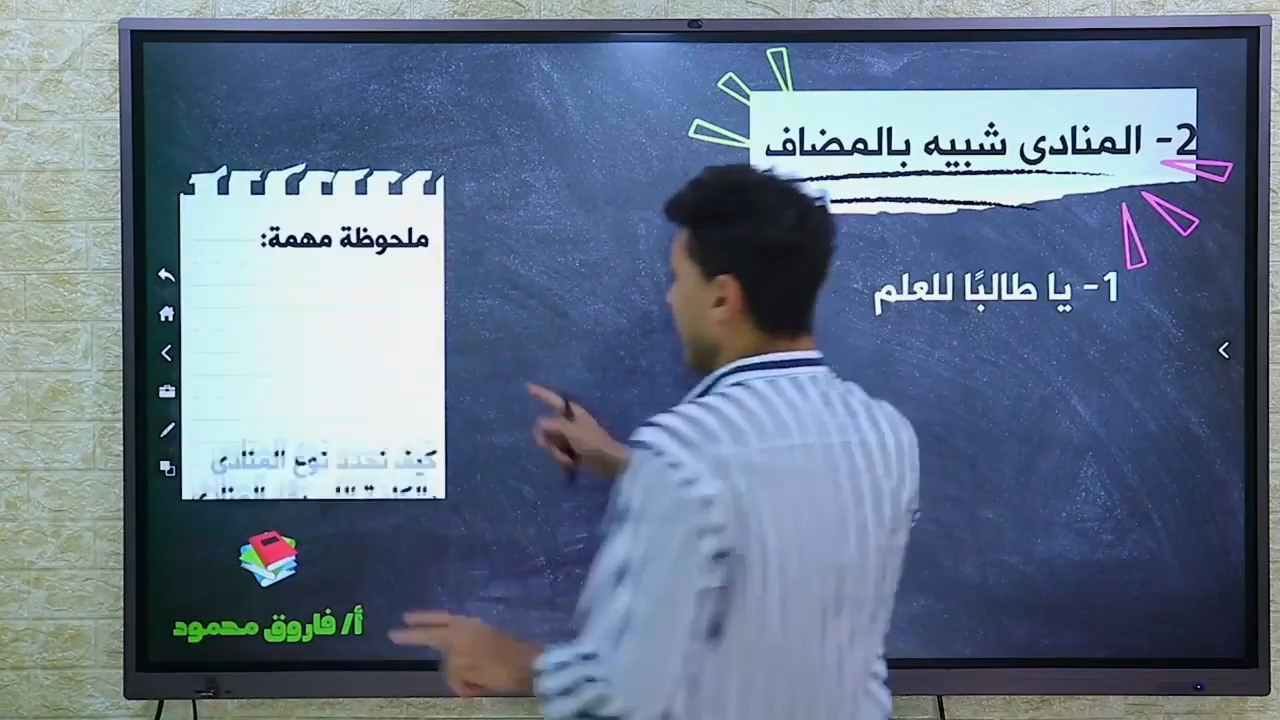 2- المنادى شبيه بالمضاف
1- يا طالبًا للعلم
ملحوظة مهمة:
كيف نحدد نوع المنادى
أ/ فاروق محمود